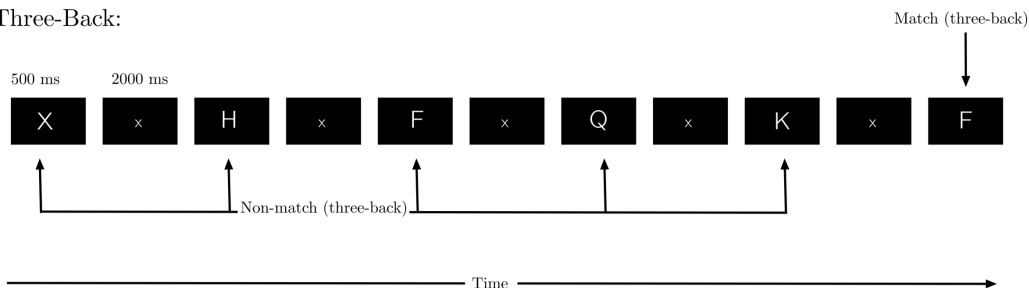 Three-Back:
Match (three-back)
500 ms 2000 ms
X x H x F x Q x K x F
Non-match (three-back)
Time